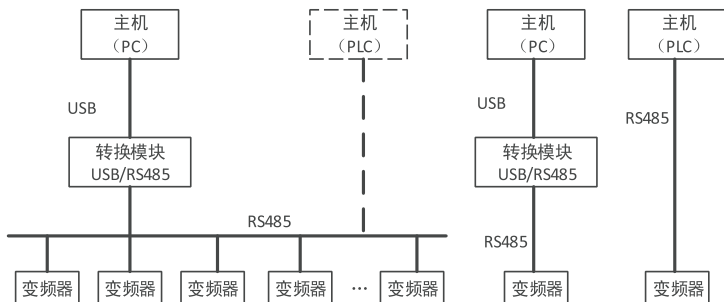 主机
（PC）
主机
（PLC）
主机
（PC）
主机
（PLC）
USB
USB
RS485
转换模块
USB/RS485
转换模块
USB/RS485
RS485
RS485
变频器
变频器
变频器
变频器
...
变频器
变频器
变频器